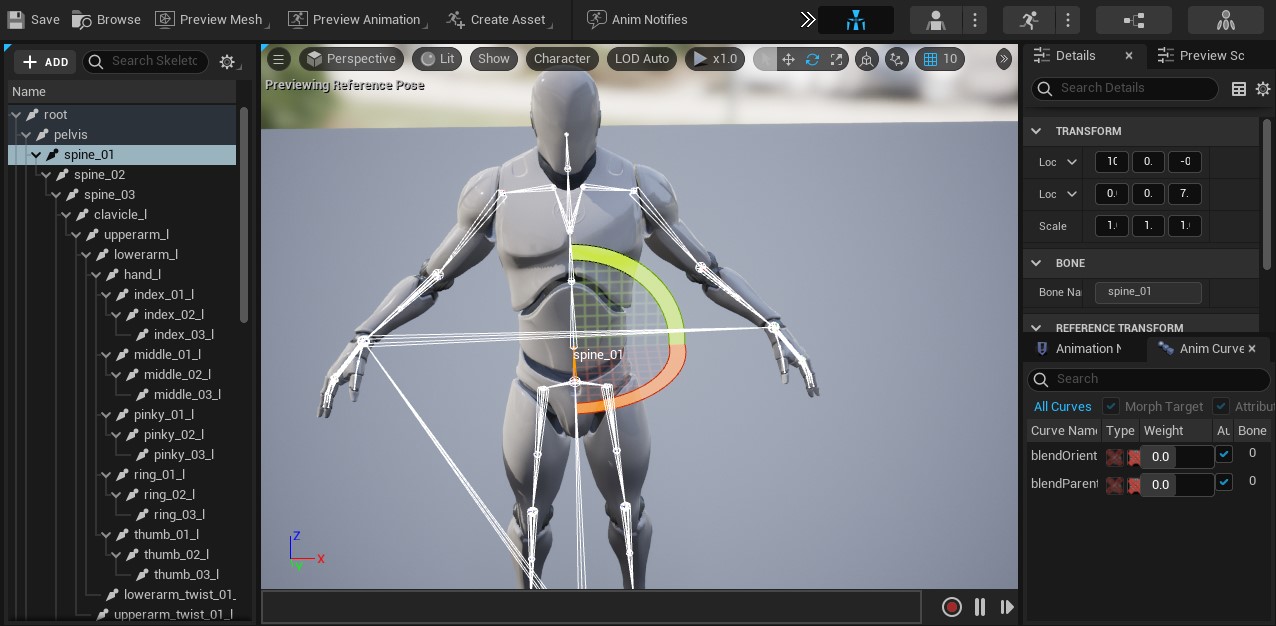 Save Browse Preview Mesh Preview Animation Create Asset Anim Notifies
ADD Search Skelet
Name
root
pelvis
spine_01
spine_02
spine_03
clavicle_l
upperarm_l
lowerarm_l
hand_l
index_01_l
index_02_l
index_03_l
middle_01_l
middle_02_l
middle_03_l
pinky_01_l
pinky_02_l
pinky_03_l
ring_01_l
ring_02_l
ring_03_l
thumb_01_l
thumb_02_l
thumb_03_l
lowerarm_twist_01_
upperarm_twist_01_l
Perspective Lit Show Character LOD Auto x1.0 10
Previewing Reference Pose
spine_01
Z
X
Y
Details Preview Sc
Search Details
TRANSFORM
Loc 10 0. -0
Loc 0. 0. 7.
Scale 1. 1. 1.
BONE
Bone Na spine_01
REFERENCE TRANSFORM
Animation N Anim Curve
Search
All Curves Morph Target Attribut
Curve Name Type Weight Au Bone
blendOrient 0.0 0
blendParent 0.0 0